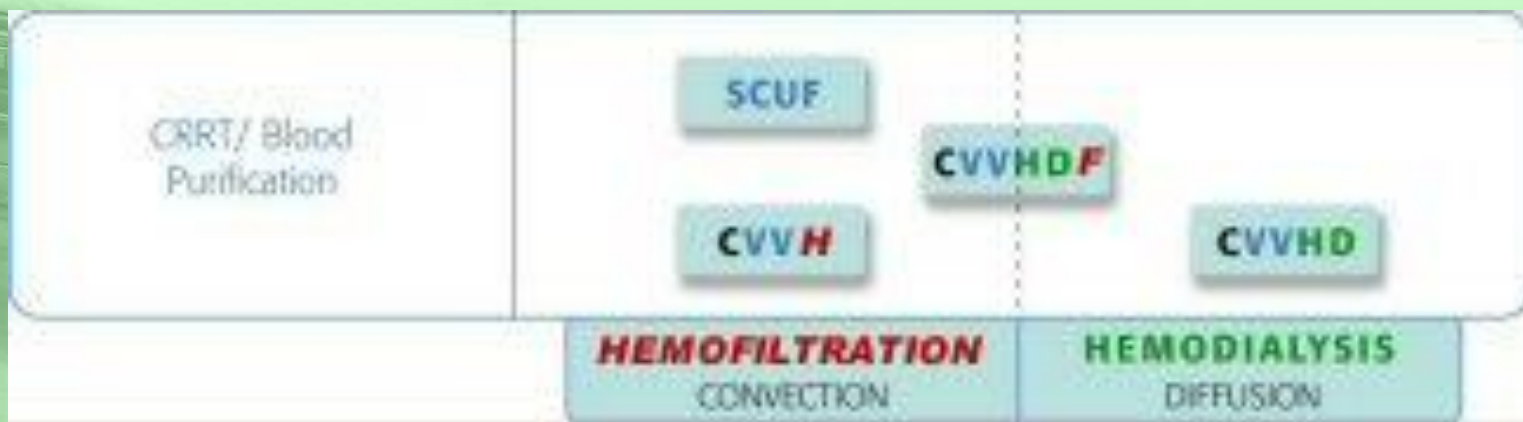 CRRT/ Blood
Purification
SCUF
CVVHDF
CVVH
CVVHD
HEMOFILTRATION
CONVECTION
HEMODIALYSIS
DIFFUSION